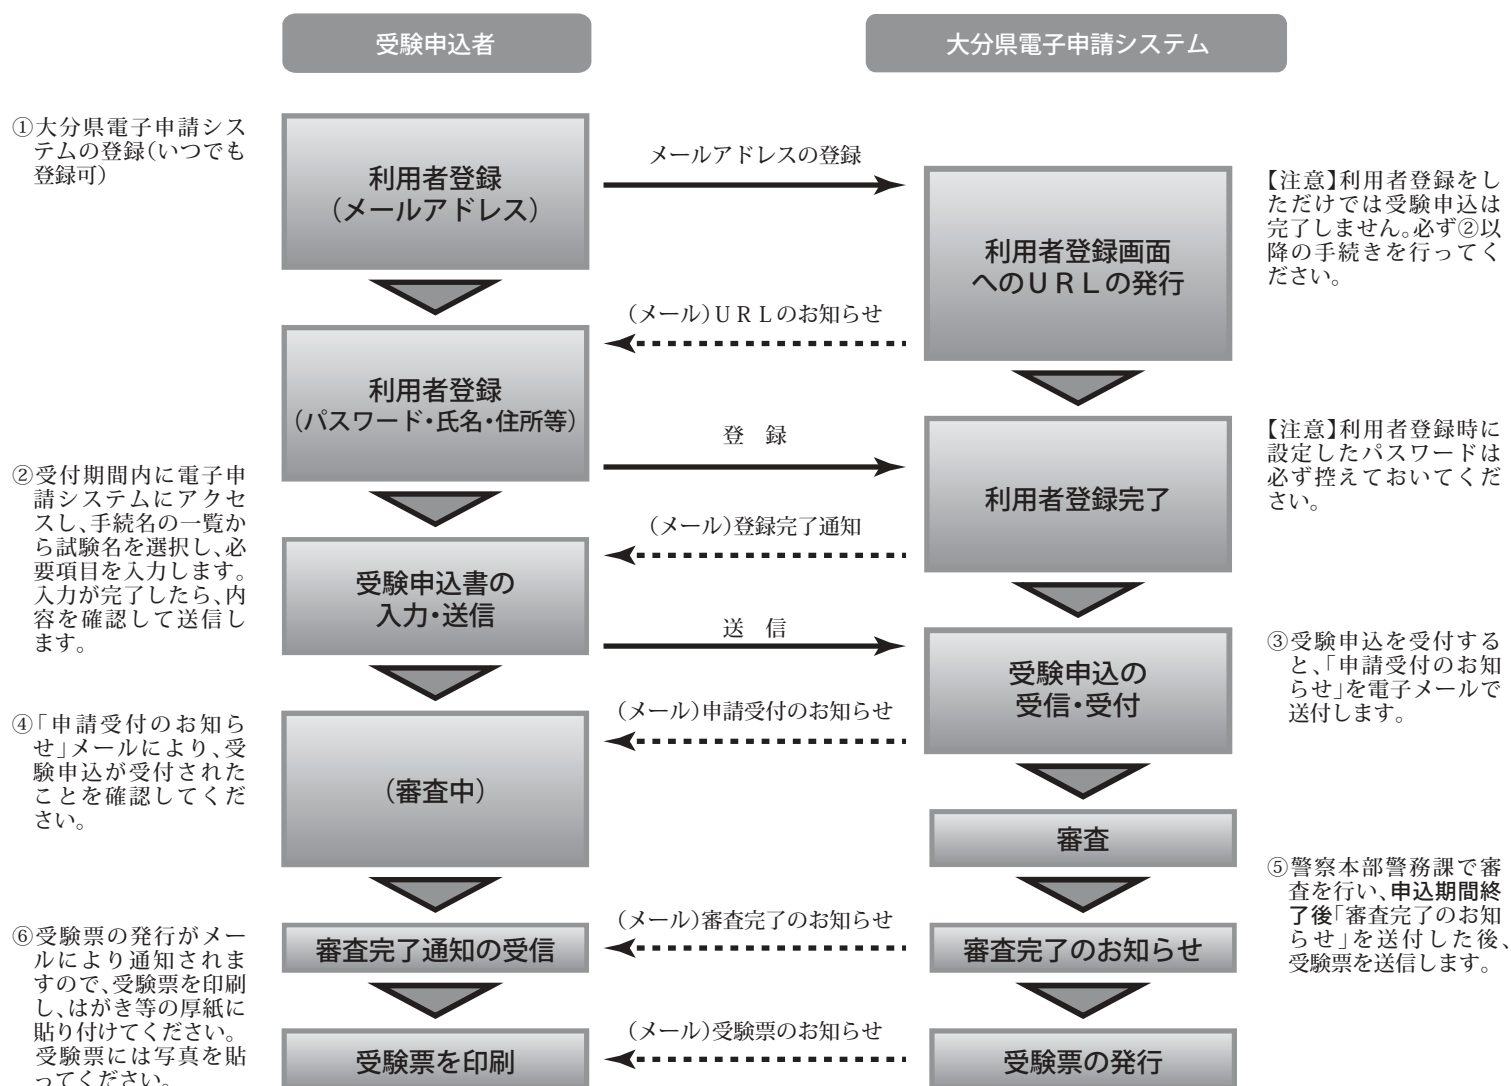 受験申込者
大分県電子申請システム
①大分県電子申請シス
テムの登録(いつでも
登録可)
利用者登録
(メールアドレス)
メールアドレスの登録
利用者登録画面
へのＵＲＬの発行
【注意】利用者登録をし
ただけでは受験申込は
完了しません。必ず②以
降の手続きを行ってく
ださい。
(メール)ＵＲＬのお知らせ
利用者登録
(パスワード・氏名・住所等)
登　録
利用者登録完了
【注意】利用者登録時に
設定したパスワードは
必ず控えておいてくだ
さい。
②受付期間内に電子申
請システムにアクセ
スし、手続名の一覧か
ら試験名を選択し、必
要項目を入力します。
入力が完了したら、内
容を確認して送信し
ます。
(メール)登録完了通知
受験申込書の
入力・送信
送　信
受験申込の
受信・受付
③受験申込を受付する
と、「申請受付のお知
らせ」を電子メールで
送付します。
(メール)申請受付のお知らせ
④「申請受付のお知ら
せ」メールにより、受
験申込が受付された
ことを確認してくだ
さい。
(審査中)
審査
⑤警察本部警務課で審
査を行い、申込期間終
了後「審査完了のお知
らせ」を送付した後、
受験票を送信します。
(メール)審査完了のお知らせ
審査完了通知の受信
審査完了のお知らせ
⑥受験票の発行がメー
ルにより通知されま
すので、受験票を印刷
し、はがき等の厚紙に
貼り付けてください。
受験票には写真を貼
ってください。
(メール)受験票のお知らせ
受験票を印刷
受験票の発行